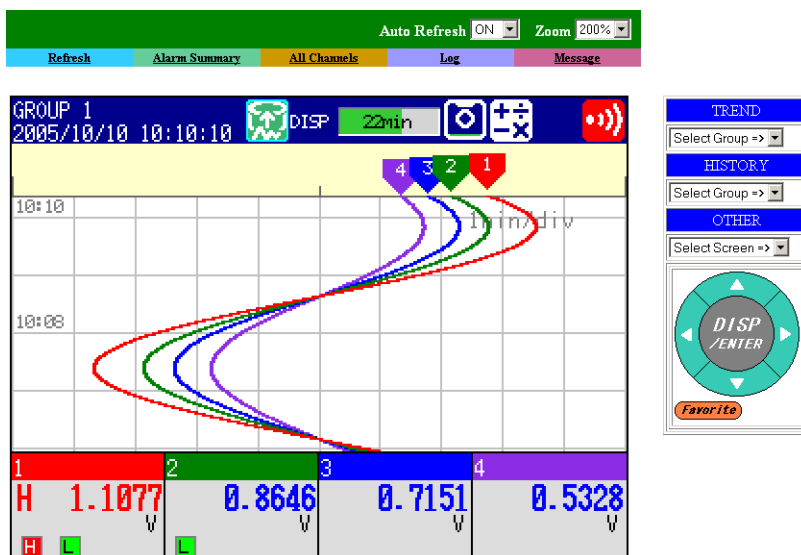 Auto Refresh ON Zoom 200%
Refresh Alarm Summary All Channels Log Message
GROUP 1
2005/10/10 10:10:10 DISP 22min
4 3 2 1
10:10
1min/div
10:08
1 2 3 4
H 1.1077 0.8646 0.7151 0.5328
V V V V
H L L
TREND
Select Group =>
HISTORY
Select Group =>
OTHER
Select Screen =>
DISP
/ENTER
Favorite